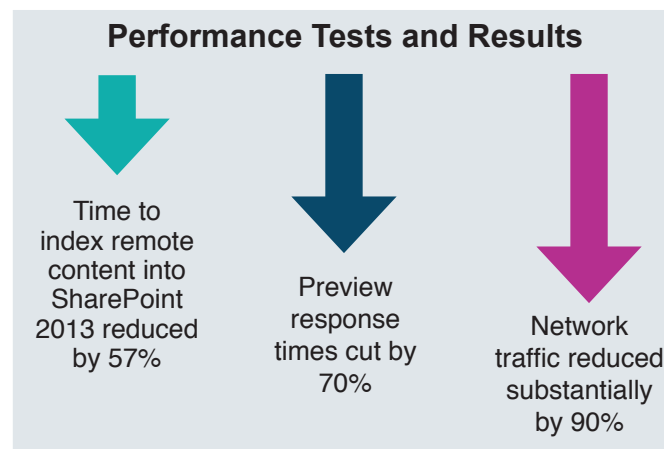 Performance Tests and Results
Time to
index remote
content into
SharePoint
2013 reduced
by 57%
Preview
response
times cut by
70%
Network
traffic reduced
substantially
by 90%